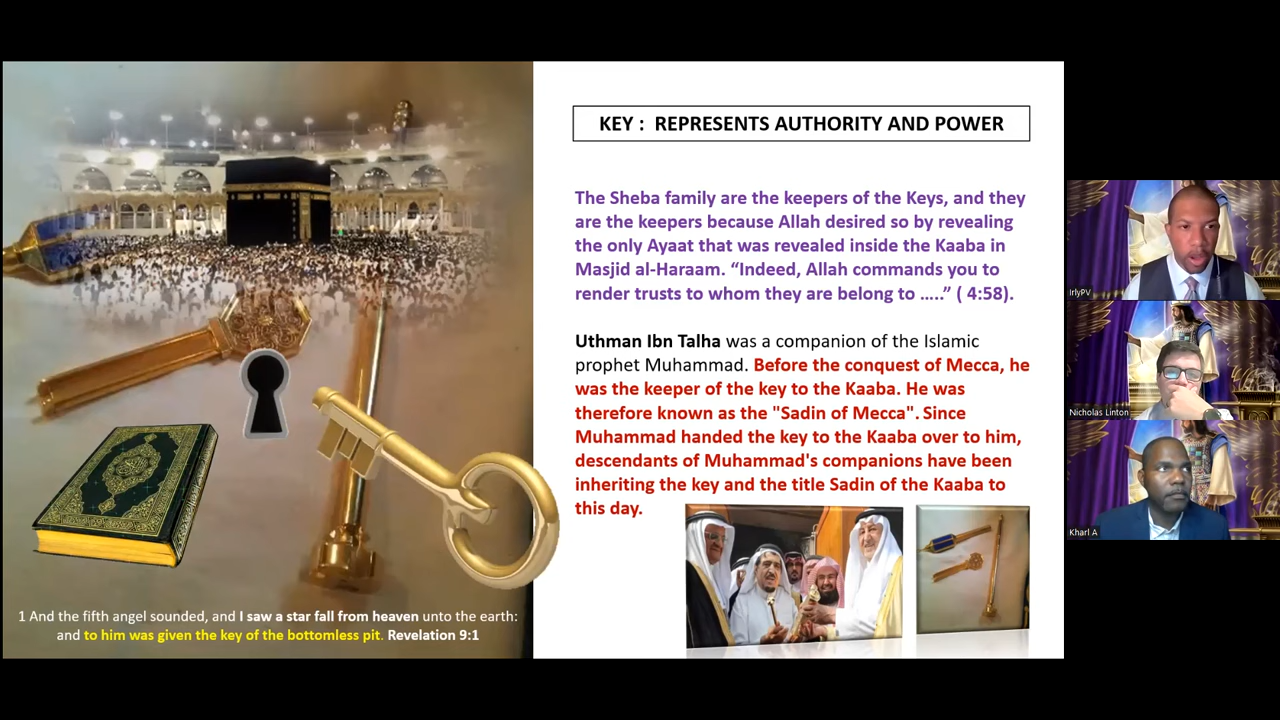 KEY : REPRESENTS AUTHORITY AND POWER
The Sheba family are the keepers of the Keys, and they
are the keepers because Allah desired so by revealing
the only Ayaat that was revealed inside the Kaaba in
Masjid al-Haraam. “Indeed, Allah commands you to
render trusts to whom they are belong to …..” ( 4:58).
Uthman Ibn Talha was a companion of the Islamic
prophet Muhammad. Before the conquest of Mecca, he
was the keeper of the key to the Kaaba. He was
therefore known as the "Sadin of Mecca". Since
Muhammad handed the key to the Kaaba over to him,
descendants of Muhammad's companions have been
inheriting the key and the title Sadin of the Kaaba to
this day.
1 And the fifth angel sounded, and I saw a star fall from heaven unto the earth:
and to him was given the key of the bottomless pit. Revelation 9:1
IrlyPV
Nicholas Linton
Kharl A